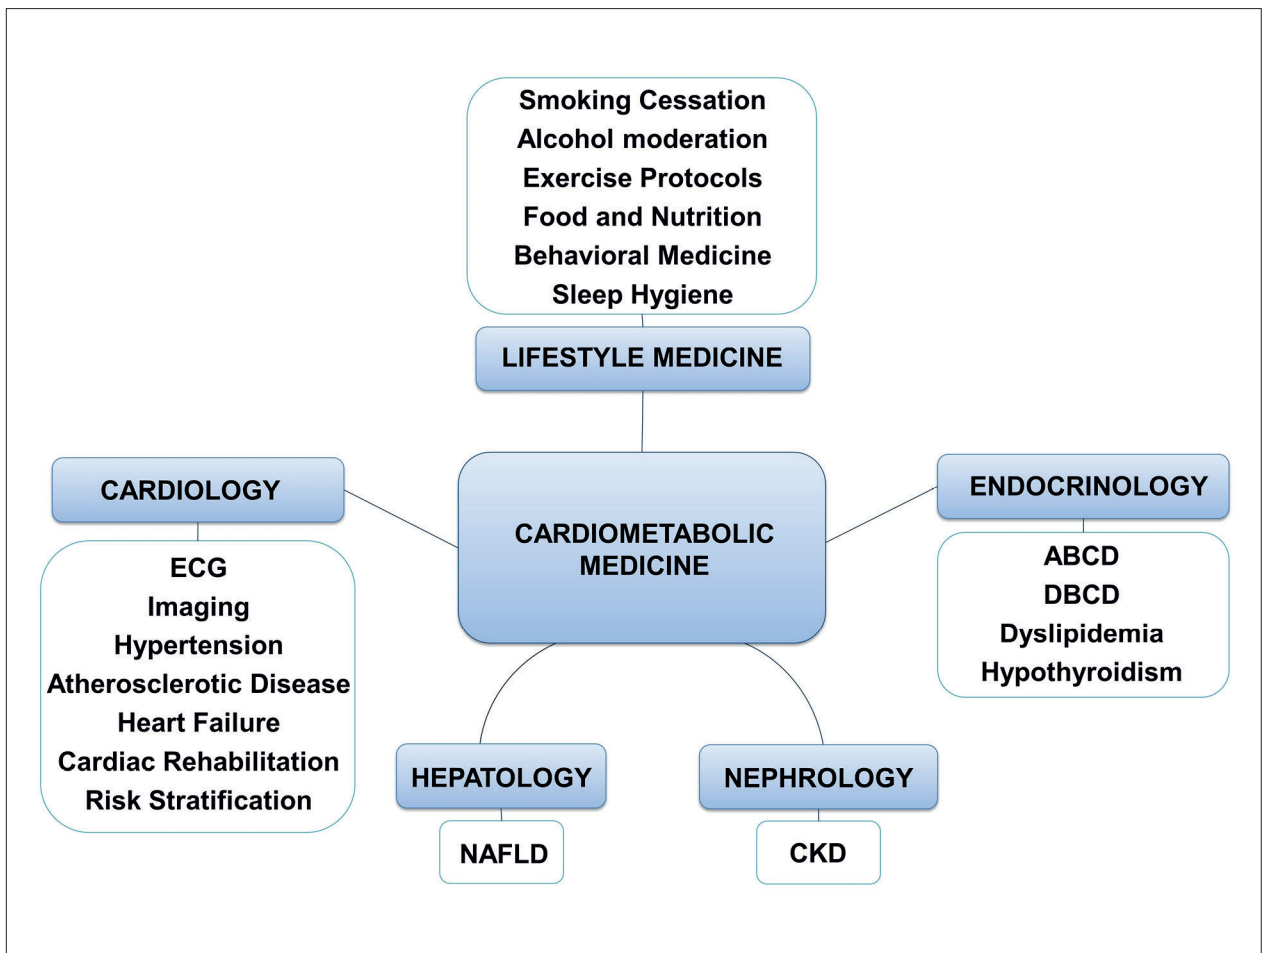 Smoking Cessation
Alcohol moderation
Exercise Protocols
Food and Nutrition
Behavioral Medicine
Sleep Hygiene
LIFESTYLE MEDICINE
CARDIOLOGY
ECG
Imaging
Hypertension
Atherosclerotic Disease
Heart Failure
Cardiac Rehabilitation
Risk Stratification
CARDIOMETABOLIC
MEDICINE
ENDOCRINOLOGY
ABCD
DBCD
Dyslipidemia
Hypothyroidism
HEPATOLOGY
NAFLD
NEPHROLOGY
CKD